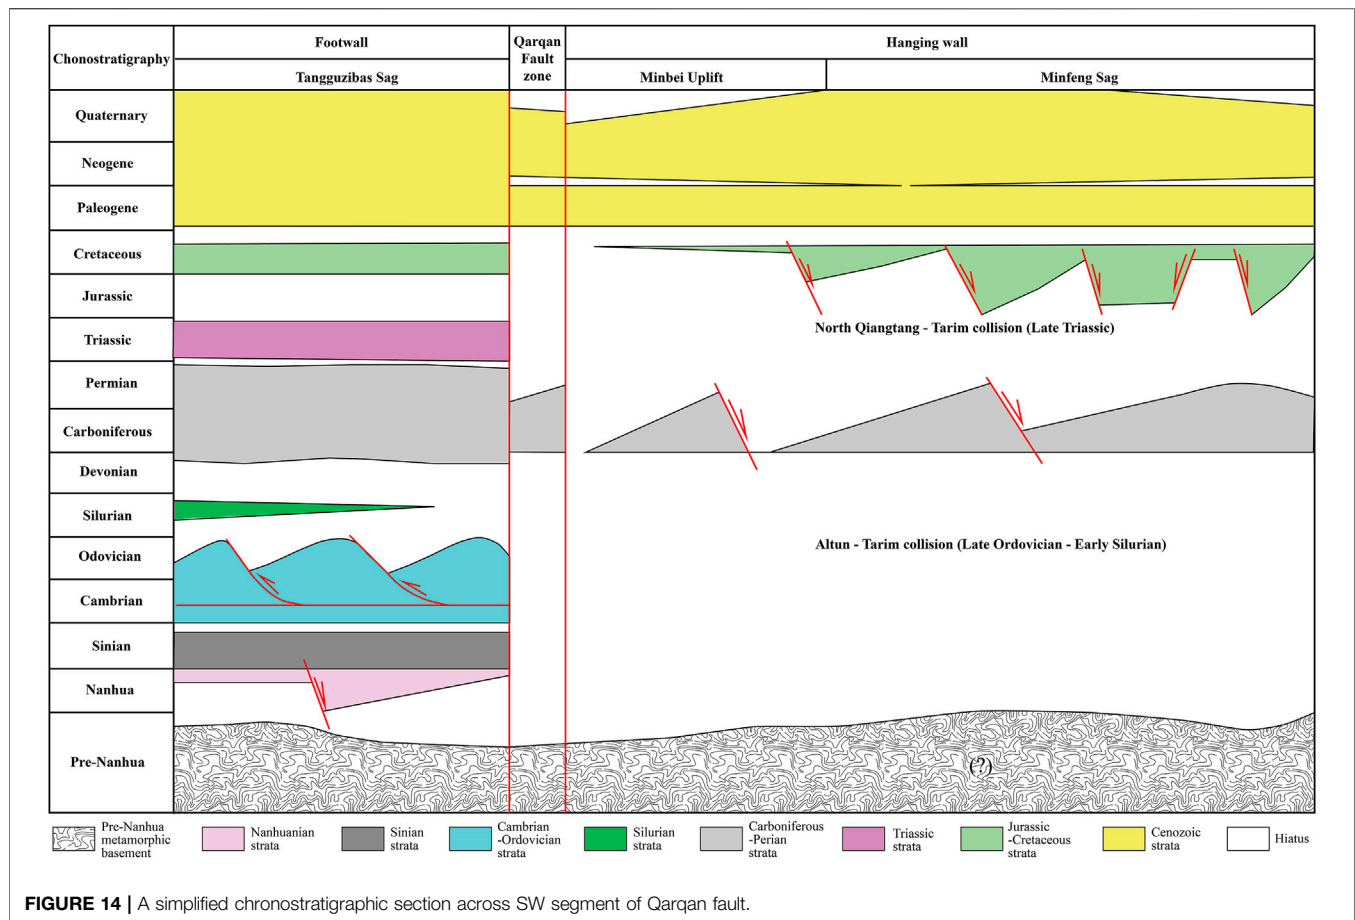 Chonostratigraphy
Footwall
Qarqan
Fault
zone
Hanging wall
Tangguzibas Sag
Minbei Uplift
Minfeng Sag
Quaternary
Neogene
Paleogene
Cretaceous
Jurassic
Triassic
Permian
Carboniferous
Devonian
Silurian
Odovician
Cambrian
Sinian
Nanhua
Pre-Nanhua
North Qiangtang - Tarim collision (Late Triassic)
Altun - Tarim collision (Late Ordovician - Early Silurian)
(?)
Pre-Nanhua
metamorphic
basement
Nanhuanian
strata
Sinian
strata
Cambrian
-Ordovician
strata
Silurian
strata
Carboniferous
-Perian
strata
Triassic
strata
Jurassic
-Cretaceous
strata
Cenozoic
strata
Hiatus
FIGURE 14 | A simplified chronostratigraphic section across SW segment of Qarqan fault.